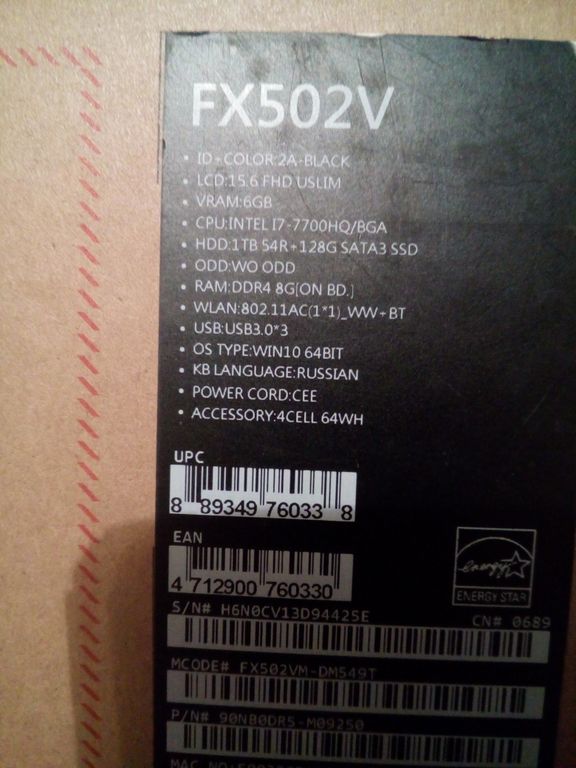 FX502V
• ID+COLOR:2A-BLACK
• LCD:15.6 FHD USLIM
• VRAM:6GB
• CPU:INTEL I7-7700HQ/BGA
• HDD:1TB 54R+128G SATA3 SSD
• ODD:WO ODD
• RAM:DDR4 8G[ON BD.]
• WLAN:802.11AC(1*1)_WW+BT
• USB:USB3.0*3
• OS TYPE:WIN10 64BIT
• KB LANGUAGE:RUSSIAN
• POWER CORD:CEE
• ACCESSORY:4CELL 64WH
UPC
8 89349 76033 8
EAN
4 712900 760330
energy
ENERGY STAR
S/N# H6N0CV13D94425E
CN# 0689
MCODE# FX502VM-DM549T
P/N# 90NB0DR5-M09250
MAC NO: